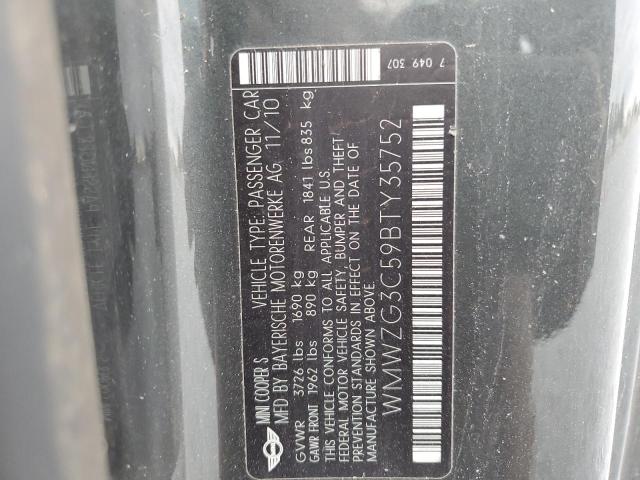 7 049 307
MINI COOPER S
VEHICLE TYPE: PASSENGER CAR
MFD BY BAYERISCHE MOTORENWERKE AG 11/10
GVWR 3726 lbs 1690 kg
GAWR FRONT 1962 lbs 890 kg REAR 1841 lbs 835 kg
THIS VEHICLE CONFORMS TO ALL APPLICABLE U.S.
FEDERAL MOTOR VEHICLE SAFETY, BUMPER AND THEFT
PREVENTION STANDARDS IN EFFECT ON THE DATE OF
MANUFACTURE SHOWN ABOVE.
WMWZG3C59BTY35752